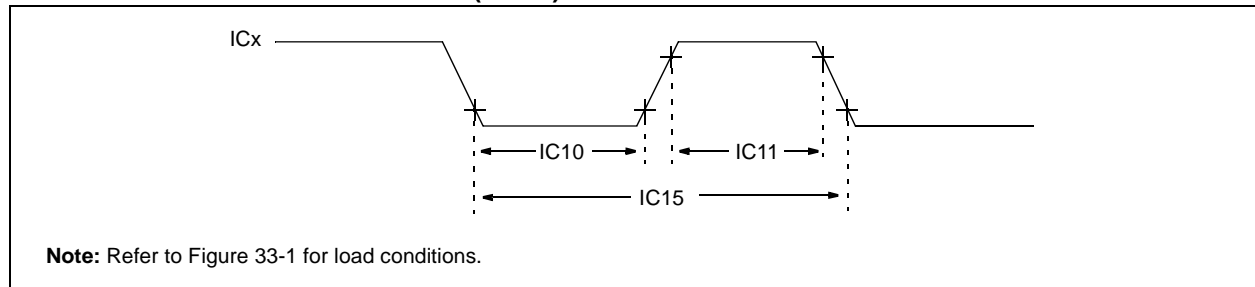 ICx
IC10
IC11
IC15
Note: Refer to Figure 33-1 for load conditions.